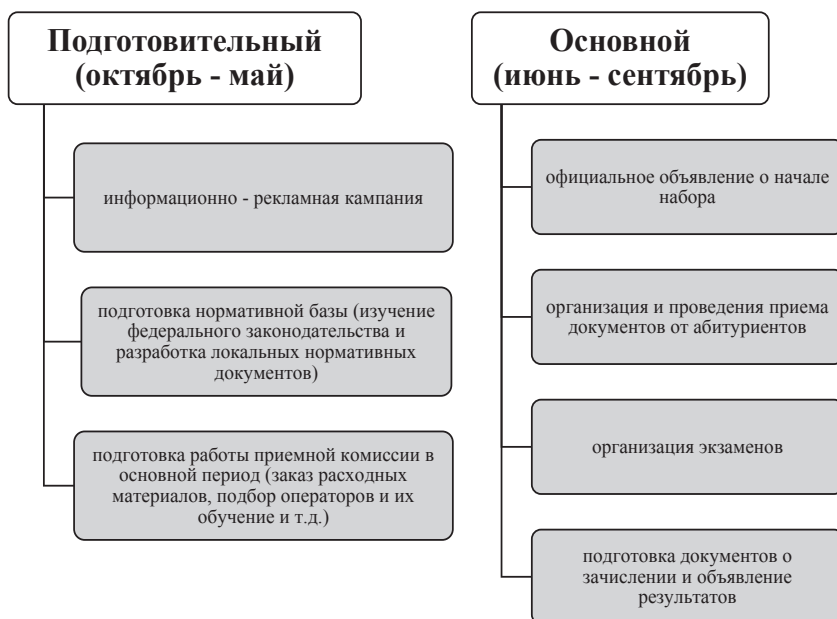 Подготовительный
(октябрь - май)
информационно - рекламная кампания
подготовка нормативной базы (изучение
федерального законодательства и
разработка локальных нормативных
документов)
подготовка работы приемной комиссии в
основной период (заказ расходных
материалов, подбор операторов и их
обучение и т.д.)
Основной
(июнь - сентябрь)
официальное объявление о начале
набора
организация и проведения приема
документов от абитуриентов
организация экзаменов
подготовка документов о
зачислении и объявление
результатов